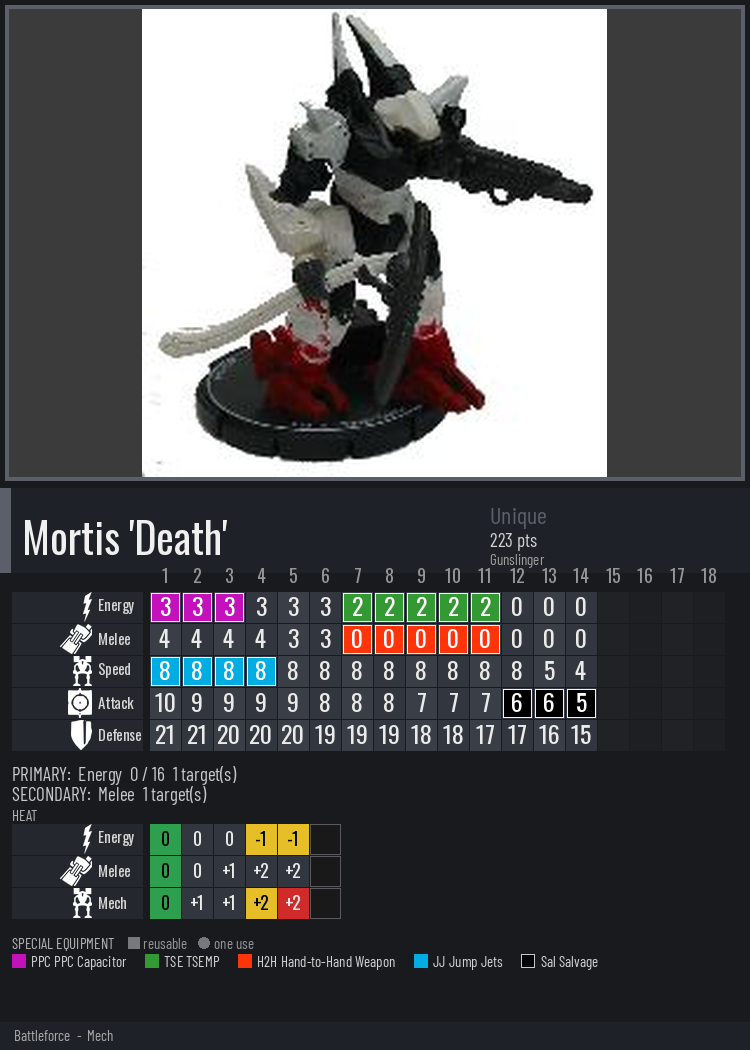 Mortis 'Death'
Unique
223 pts
Gunslinger
1 2 3 4 5 6 7 8 9 10 11 12 13 14 15 16 17 18
Energy 3 3 3 3 3 3 2 2 2 2 2 0 0 0
Melee 4 4 4 4 3 3 0 0 0 0 0 0 0 0
Speed 8 8 8 8 8 8 8 8 8 8 8 8 5 4
Attack 10 9 9 9 9 8 8 8 7 7 7 6 6 5
Defense 21 21 20 20 20 19 19 19 18 18 17 17 16 15
PRIMARY: Energy 0 / 16 1 target(s)
SECONDARY: Melee 1 target(s)
HEAT
Energy 0 0 0 -1 -1
Melee 0 0 +1 +2 +2
Mech 0 +1 +1 +2 +2
SPECIAL EQUIPMENT reusable one use
PPC PPC Capacitor TSE TSEMP H2H Hand-to-Hand Weapon JJ Jump Jets Sal Salvage
Battleforce - Mech